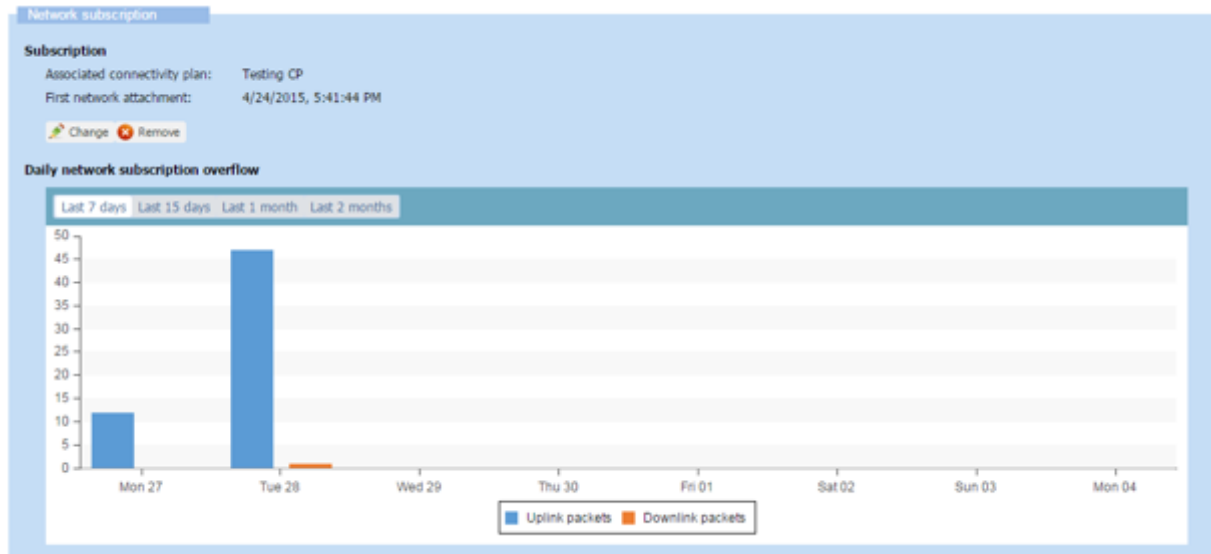 Network subscription
Subscription
Associated connectivity plan: Testing CP
First network attachment: 4/24/2015, 5:41:44 PM
Change Remove
Daily network subscription overflow
Last 7 days Last 15 days Last 1 month Last 2 months
50
45
40
35
30
25
20
15
10
5
0
Mon 27 Tue 28 Wed 29 Thu 30 Fri 01 Sat 02 Sun 03 Mon 04
Uplink packets Downlink packets